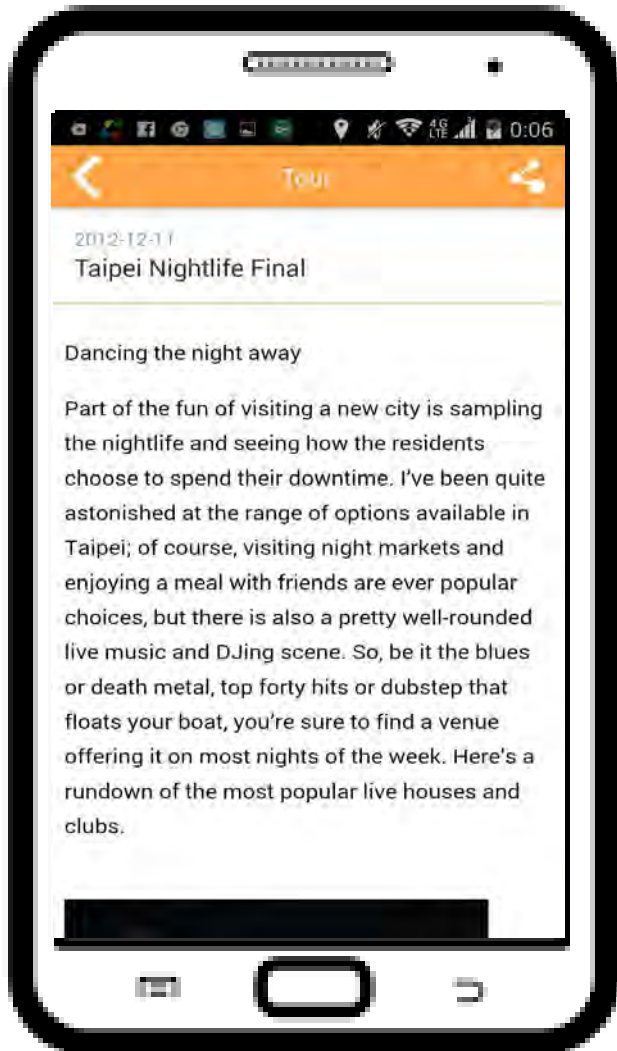 4G
LTE
0:06
Tour
2012-12-11
Taipei Nightlife Final
Dancing the night away
Part of the fun of visiting a new city is sampling
the nightlife and seeing how the residents
choose to spend their downtime. I've been quite
astonished at the range of options available in
Taipei; of course, visiting night markets and
enjoying a meal with friends are ever popular
choices, but there is also a pretty well-rounded
live music and DJing scene. So, be it the blues
or death metal, top forty hits or dubstep that
floats your boat, you're sure to find a venue
offering it on most nights of the week. Here's a
rundown of the most popular live houses and
clubs.